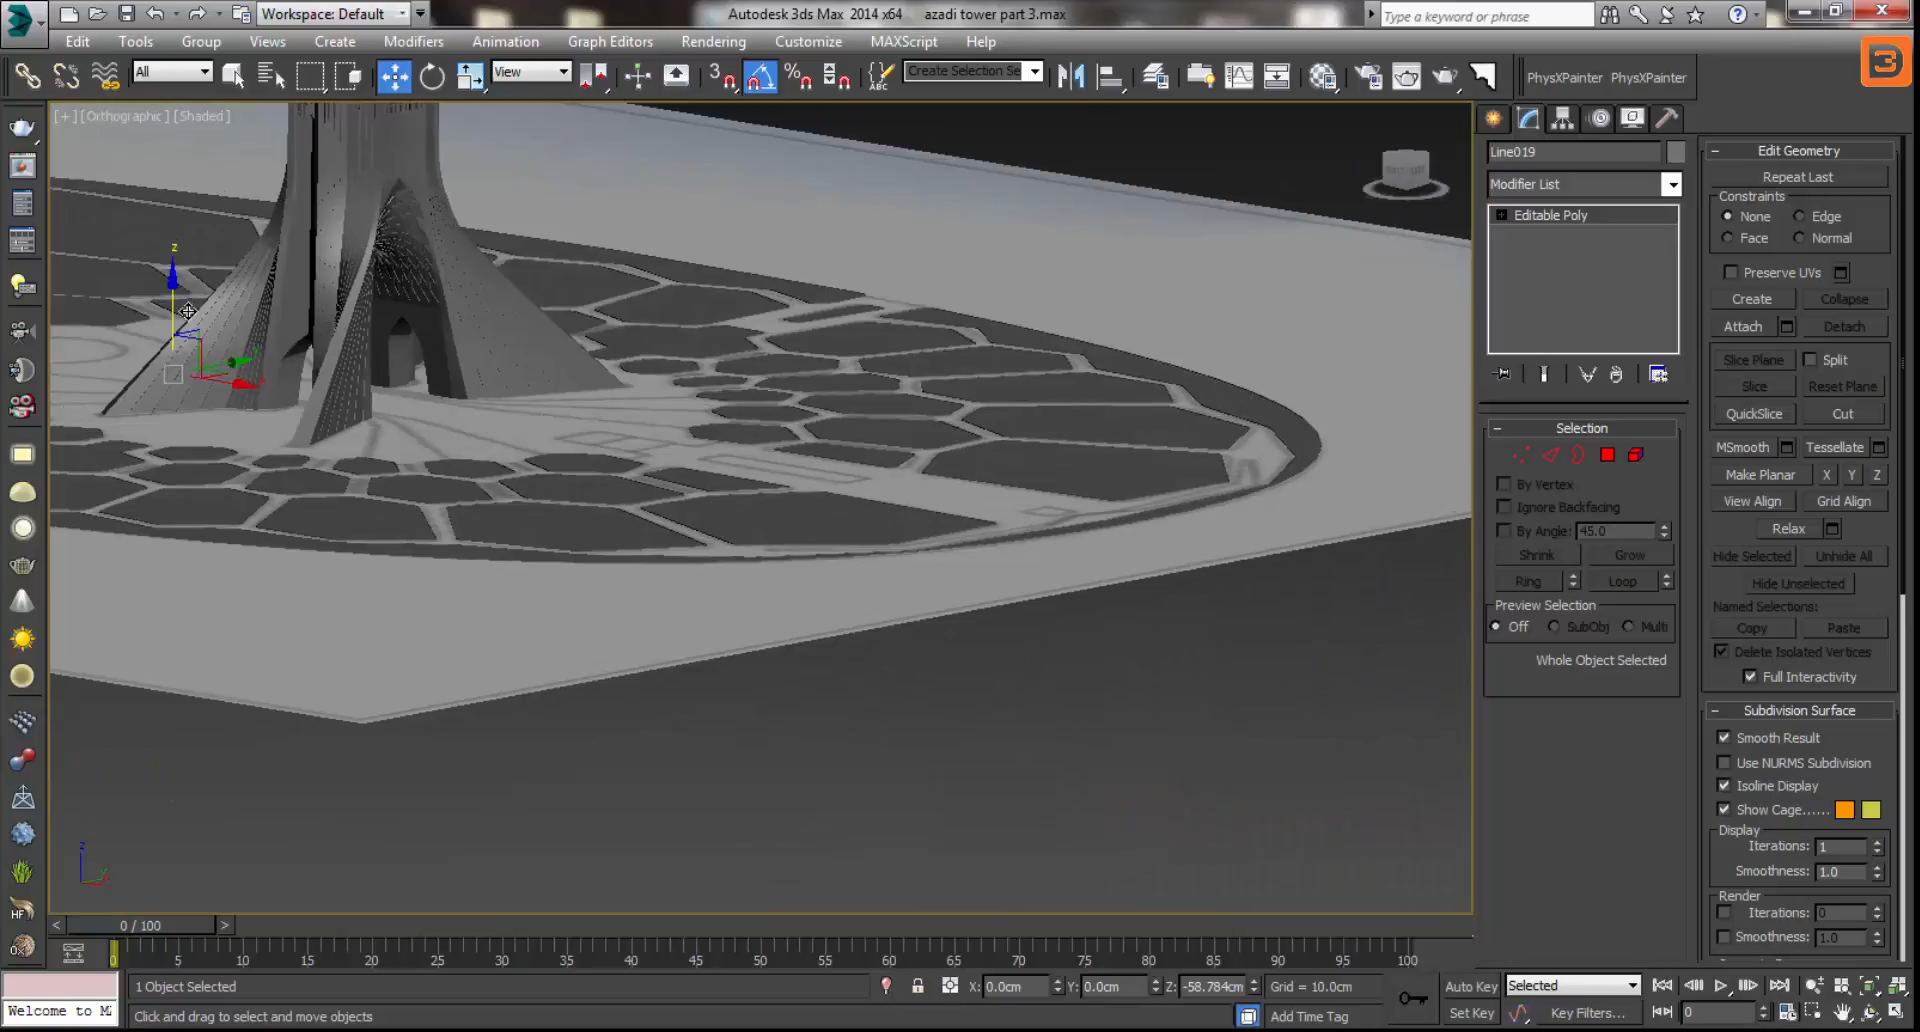 Workspace: Default
Autodesk 3ds Max 2014 x64 azadi tower part 3.max
Type a keyword or phrase
Edit Tools Group Views Create Modifiers Animation Graph Editors Rendering Customize MAXScript Help
All View 3 ABC Create Selection Se PhysXPainter PhysXPainter
[+][Orthographic][Shaded]
z
Line019
Modifier List
Editable Poly
Selection
By Vertex
Ignore Backfacing
By Angle: 45.0
Shrink Grow
Ring Loop
Preview Selection
Off SubObj Multi
Whole Object Selected
Edit Geometry
Repeat Last
Constraints
None Edge
Face Normal
Preserve UVs
Create Collapse
Attach Detach
Slice Plane Split
Slice Reset Plane
QuickSlice Cut
MSmooth Tessellate
Make Planar X Y Z
View Align Grid Align
Relax
Hide Selected Unhide All
Hide Unselected
Named Selections:
Copy Paste
Delete Isolated Vertices
Full Interactivity
Subdivision Surface
Smooth Result
Use NURMS Subdivision
Isoline Display
Show Cage......
Display
Iterations: 1
Smoothness: 1.0
Render
Iterations: 0
Smoothness: 1.0
HF
Ox
z
< 0 / 100 >
0 5 10 15 20 25 30 35 40 45 50 55 60 65 70 75 80 85 90 95 100
1 Object Selected X: 0.0cm Y: 0.0cm Z: -58.784cm Grid = 10.0cm Auto Key Selected
Welcome to M Click and drag to select and move objects Add Time Tag Set Key Key Filters... 0